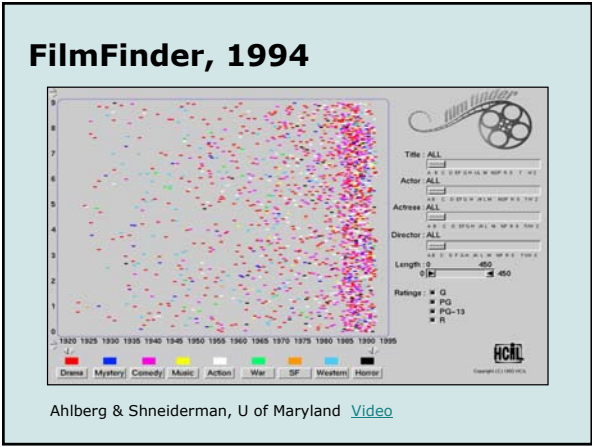 FilmFinder, 1994
film finder
9
8
7
6
5
4
3
2
1
0
1920 1925 1930 1935 1940 1945 1950 1955 1960 1965 1970 1975 1980 1985 1990 1995
Drama Mystery Comedy Music Action War SF Western Horror
Title : ALL
Actor : ALL
Actress : ALL
Director : ALL
Length : 0 450
0 450
Ratings : G
PG
PG-13
R
HCIL
Copyright (C) 1993 HCIL
Ahlberg & Shneiderman, U of Maryland Video